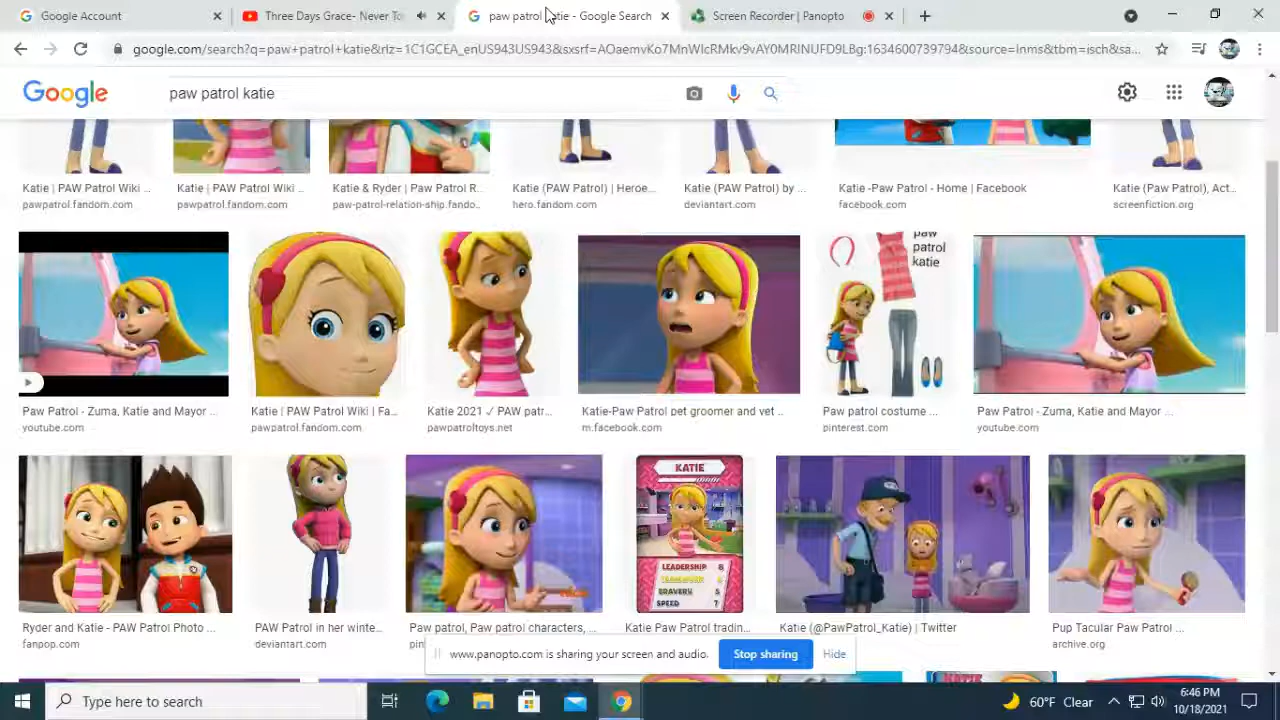 Google Account
Three Days Grace- Never To
paw patrol katie - Google Search
Screen Recorder | Panopto
google.com/search?q=paw+patrol+katie&rlz=1C1GCEA_enUS943US943&sxsrf=AOaemvKo7MnWIcRMkv9vAY0MRINUFD9LBg:1634600739794&source=lnms&tbm=isch&sa...
Google
paw patrol katie
Katie | PAW Patrol Wiki ...
pawpatrol.fandom.com
Katie | PAW Patrol Wiki ...
pawpatrol.fandom.com
Katie & Ryder | Paw Patrol R...
paw-patrol-relation-ship.fando...
Katie (PAW Patrol) | Heroe...
hero.fandom.com
Katie (PAW Patrol) by ...
deviantart.com
Katie -Paw Patrol - Home | Facebook
facebook.com
Katie (Paw Patrol), Act...
screenfiction.org
paw
patrol
katie
Paw Patrol - Zuma, Katie and Mayor ...
youtube.com
Katie | PAW Patrol Wiki | Fa...
pawpatrol.fandom.com
Katie 2021 ✓ PAW patr...
pawpatroltoys.net
Katie-Paw Patrol pet groomer and vet ...
m.facebook.com
Paw patrol costume ...
pinterest.com
Paw Patrol - Zuma, Katie and Mayor ...
youtube.com
KATIE
LEADERSHIP 8
TEAMWORK
BRAVERY 5
SPEED 7
Ryder and Katie - PAW Patrol Photo ...
fanpop.com
PAW Patrol in her winte...
deviantart.com
Paw patrol, Paw patrol characters, ...
pin
Katie Paw Patrol tradin...
Katie (@PawPatrol_Katie) | Twitter
Pup Tacular Paw Patrol ...
archive.org
www.panopto.com is sharing your screen and audio.
Stop sharing
Hide
KATIE
Type here to search
60°F Clear
6:46 PM
10/18/2021